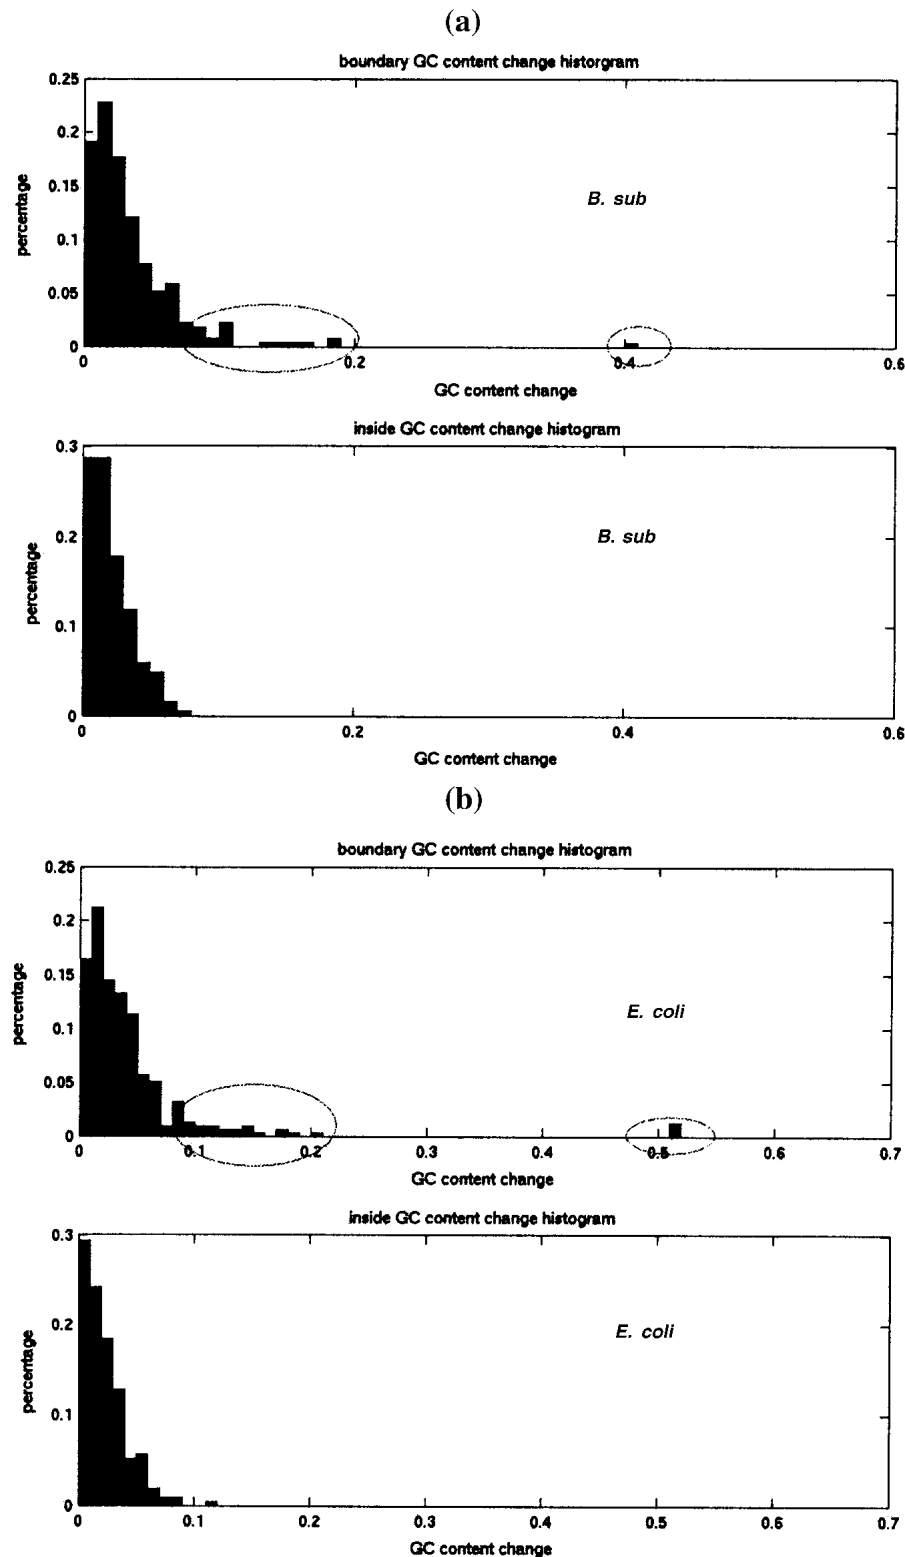 (a)
boundary GC content change historgram
0.25
0.2
0.15
0.1
0.05
0
percentage
B. sub
0 0.2 0.4 0.6
GC content change
inside GC content change histogram
0.3
0.2
0.1
0
percentage
B. sub
0 0.2 0.4 0.6
GC content change
(b)
boundary GC content change histogram
0.25
0.2
0.15
0.1
0.05
0
percentage
E. coli
0 0.1 0.2 0.3 0.4 0.5 0.6 0.7
GC content change
inside GC content change histogram
0.3
0.2
0.1
0
percentage
E. coli
0 0.1 0.2 0.3 0.4 0.5 0.6 0.7
GC content change